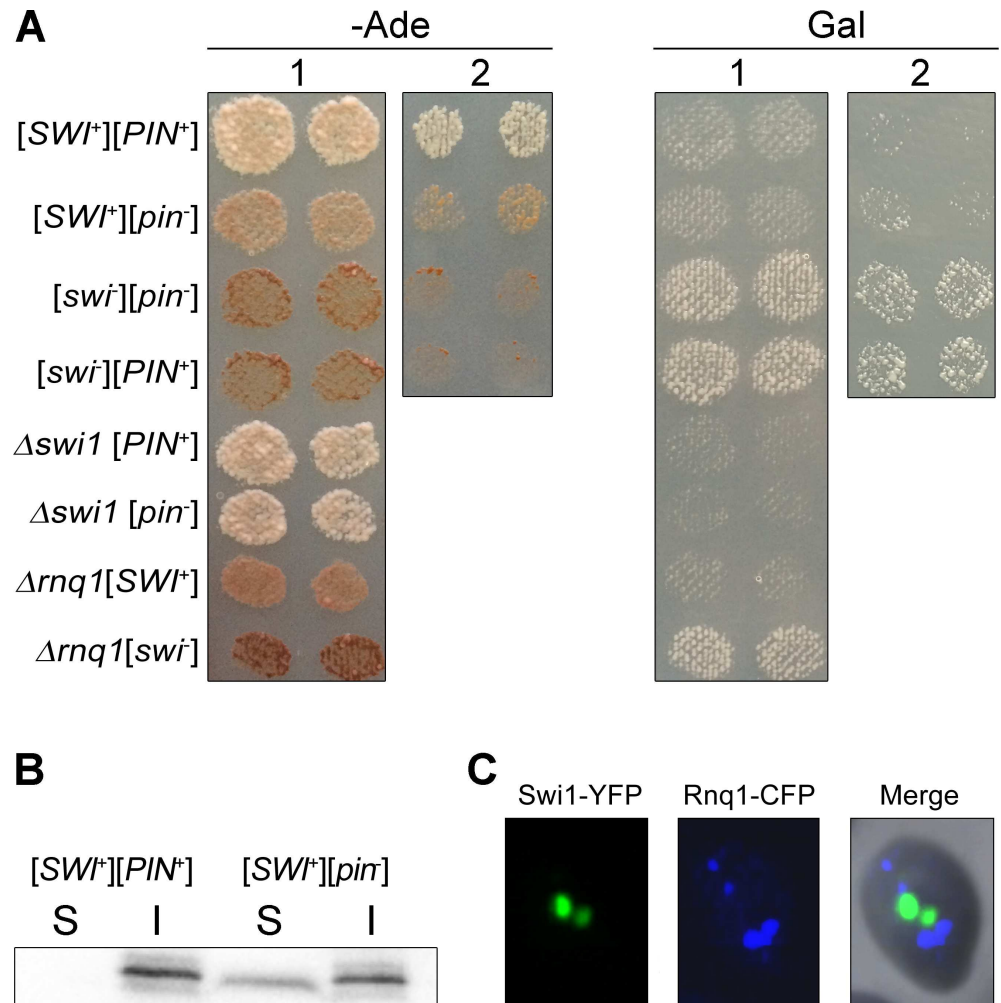 A
-Ade Gal
1 2 1 2
[SWI⁺][PIN⁺]
[SWI⁺][pin⁻]
[swi⁻][pin⁻]
[swi⁻][PIN⁺]
Δswi1 [PIN⁺]
Δswi1 [pin⁻]
Δrnq1[SWI⁺]
Δrnq1[swi⁻]
B
[SWI⁺][PIN⁺] [SWI⁺][pin⁻]
S I S I
C
Swi1-YFP Rnq1-CFP Merge